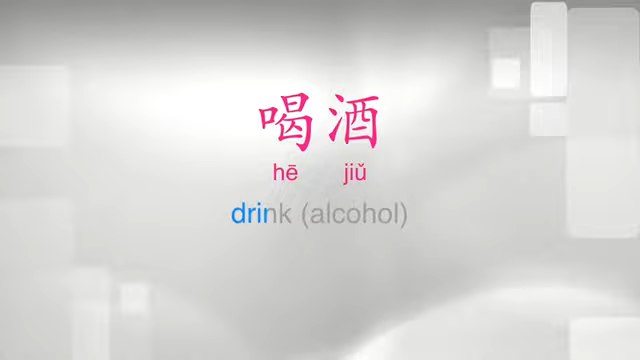 喝酒
hē jiǔ
drink (alcohol)